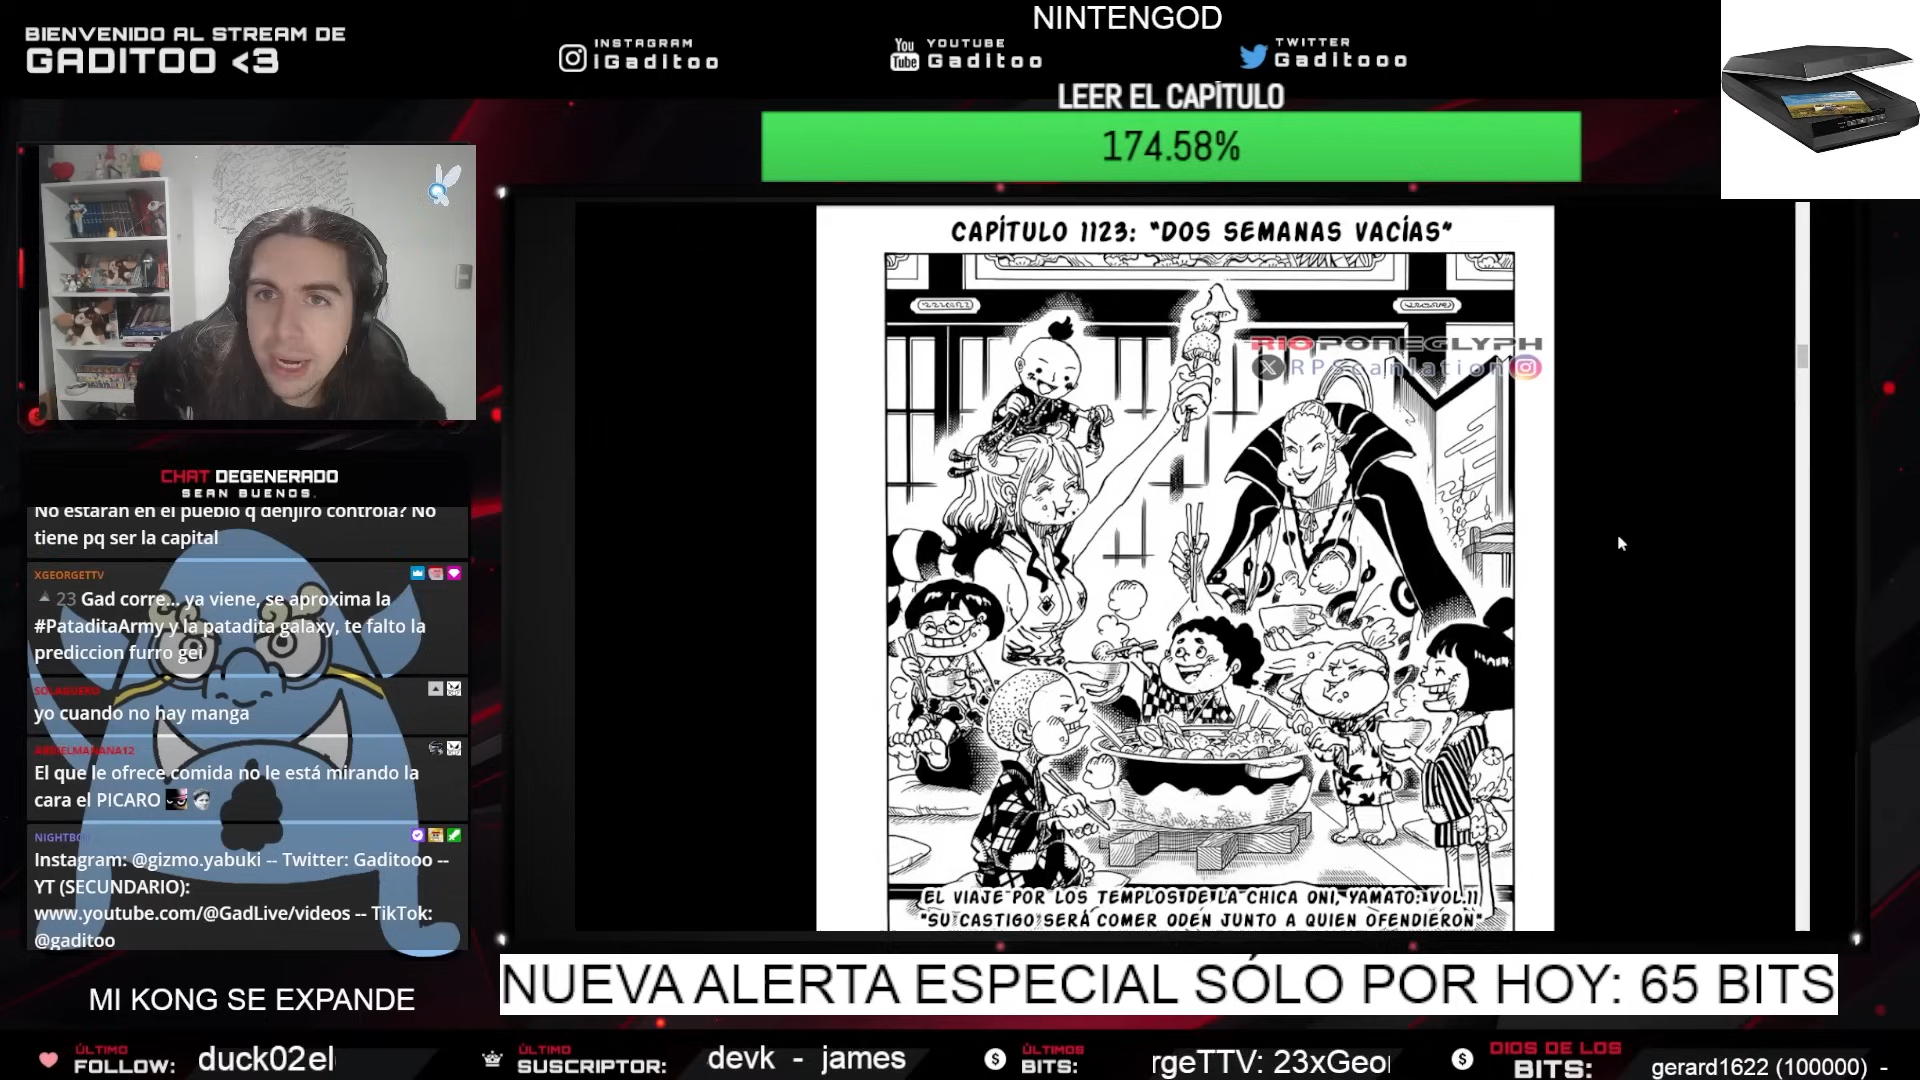 BIENVENIDO AL STREAM DE
GADITOO <3
INSTAGRAM
iGaditoo
You
Tube
YOUTUBE
Gaditoo
NINTENGOD
TWITTER
Gaditooo
LEER EL CAPÍTULO
174.58%
CAPÍTULO 1123: "DOS SEMANAS VACÍAS"
RIO PONEGLYPH
RPScanlation
EL VIAJE POR LOS TEMPLOS DE LA CHICA ONI, YAMATO: VOL.11
"SU CASTIGO SERÁ COMER ODEN JUNTO A QUIEN OFENDIERON"
CHAT DEGENERADO
SEAN BUENOS.
No estarán en el pueblo q denjiro controla? No
tiene pq ser la capital
XGEORGETTV
23 Gad corre... ya viene, se aproxima la
#PataditaArmy y la patadita galaxy, te falto la
prediccion furro gei
yo cuando no hay manga
El que le ofrece comida no le está mirando la
cara el PICARO
Instagram: @gizmo.yabuki -- Twitter: Gaditooo --
YT (SECUNDARIO):
www.youtube.com/@GadLive/videos -- TikTok:
@gaditoo
MI KONG SE EXPANDE
NUEVA ALERTA ESPECIAL SÓLO POR HOY: 65 BITS
ÚLTIMO
FOLLOW:
duck02el
ÚLTIMO
SUSCRIPTOR:
devk - james
ÚLTIMOS
BITS:
rgeTTV: 23xGeo
DIOS DE LOS
BITS:
gerard1622 (100000) -